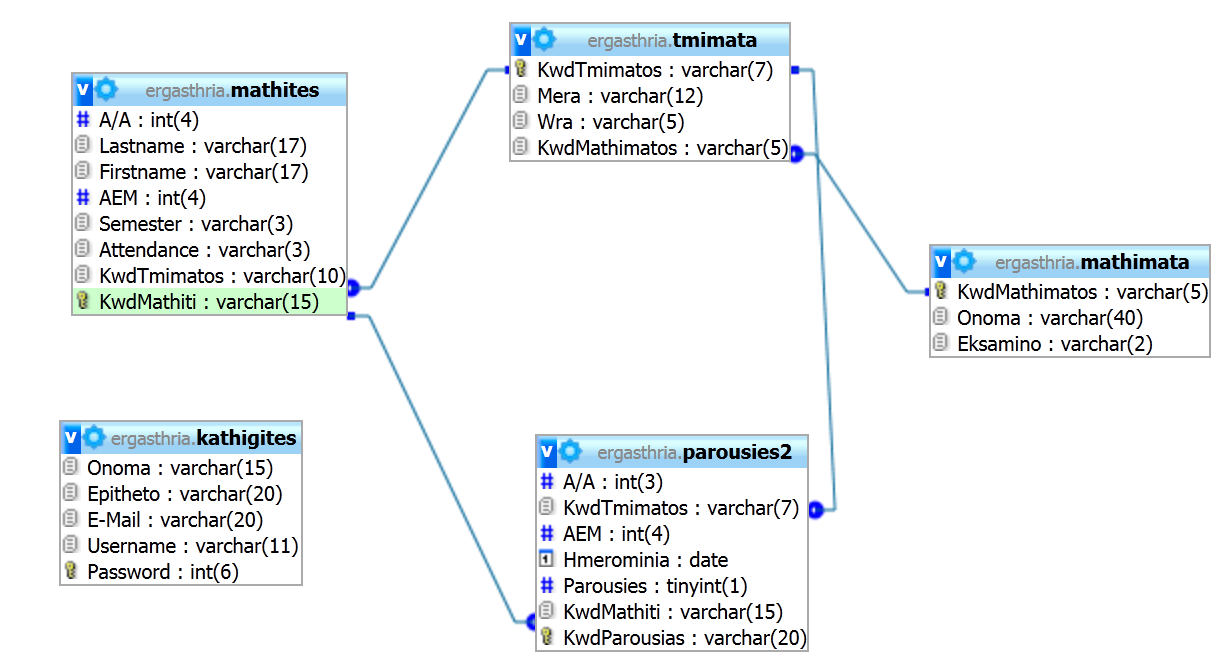 v ergasthria.mathites
# A/A : int(4)
Lastname : varchar(17)
Firstname : varchar(17)
# AEM : int(4)
Semester : varchar(3)
Attendance : varchar(3)
KwdTmimatos : varchar(10)
KwdMathiti : varchar(15)
v ergasthria.tmimata
KwdTmimatos : varchar(7)
Mera : varchar(12)
Wra : varchar(5)
KwdMathimatos : varchar(5)
v ergasthria.mathimata
KwdMathimatos : varchar(5)
Onoma : varchar(40)
Eksamino : varchar(2)
v ergasthria.kathigites
Onoma : varchar(15)
Epitheto : varchar(20)
E-Mail : varchar(20)
Username : varchar(11)
Password : int(6)
v ergasthria.parousies2
# A/A : int(3)
KwdTmimatos : varchar(7)
# AEM : int(4)
1 Hmerominia : date
# Parousies : tinyint(1)
KwdMathiti : varchar(15)
KwdParousias : varchar(20)